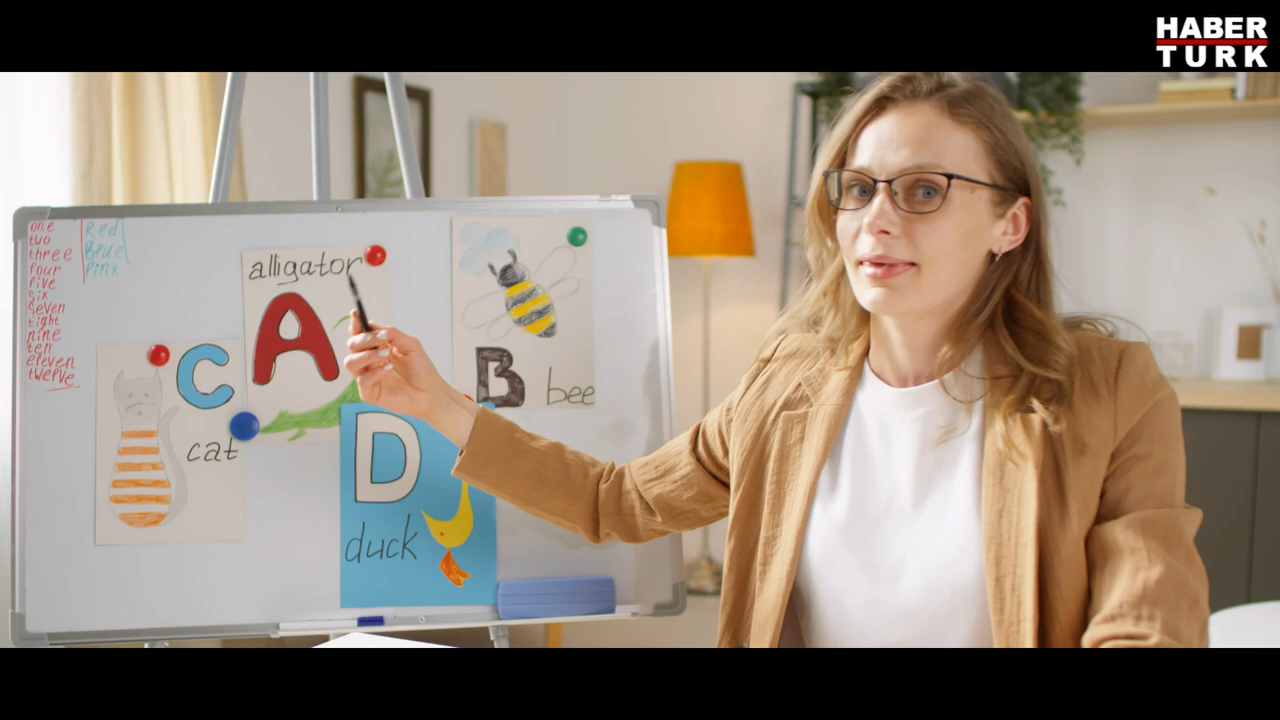 HABER
TURK
one
two
three
four
five
six
seven
eight
nine
ten
eleven
twelve
Red
Blue
Pink
alligator
A
C
cat
B
bee
D
duck